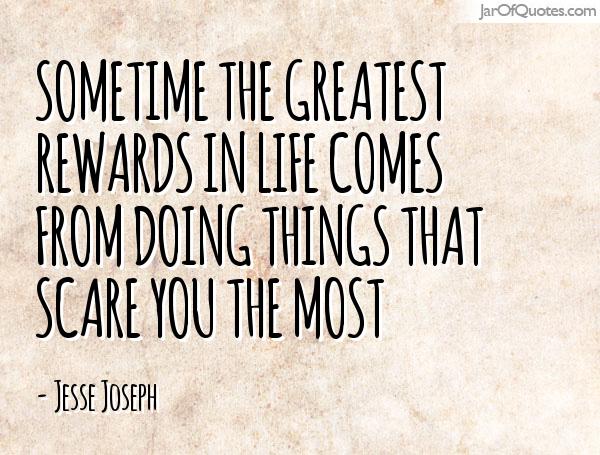 JarOfQuotes.com
SOMETIME THE GREATEST
REWARDS IN LIFE COMES
FROM DOING THINGS THAT
SCARE YOU THE MOST
- JESSE JOSEPH